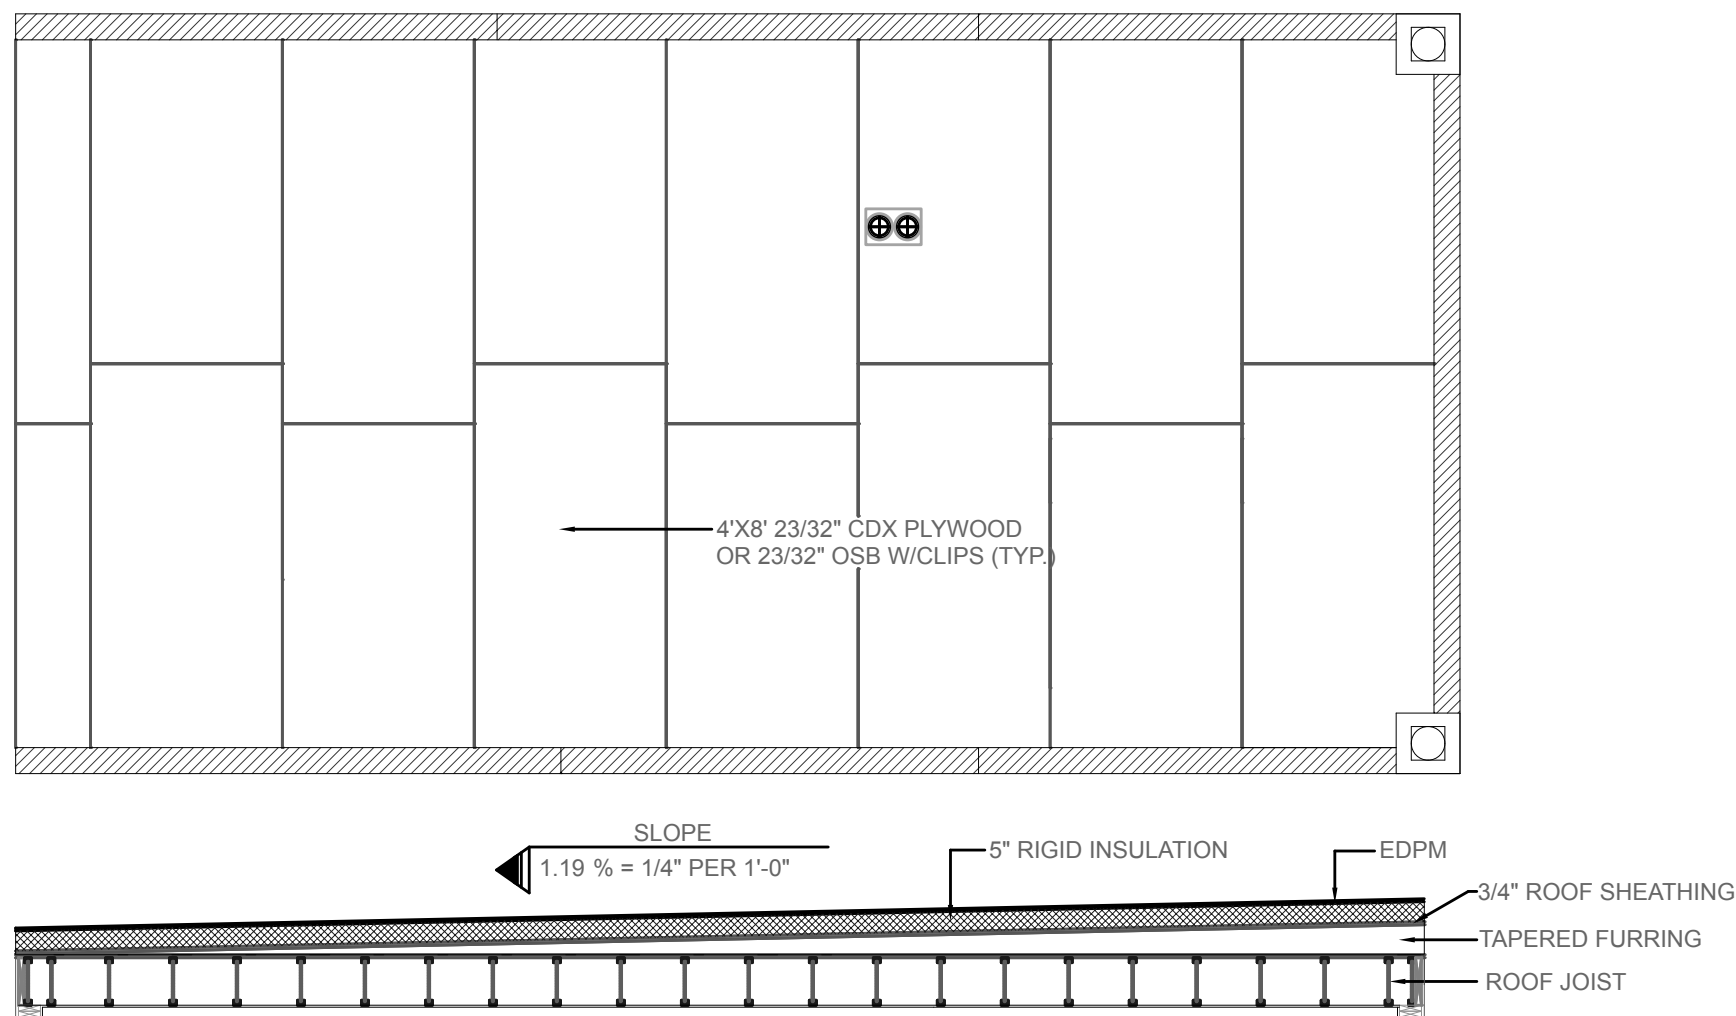 4'X8' 23/32" CDX PLYWOOD
OR 23/32" OSB W/CLIPS (TYP.)
SLOPE
1.19 % = 1/4" PER 1'-0"
5" RIGID INSULATION
EDPM
3/4" ROOF SHEATHING
TAPERED FURRING
ROOF JOIST